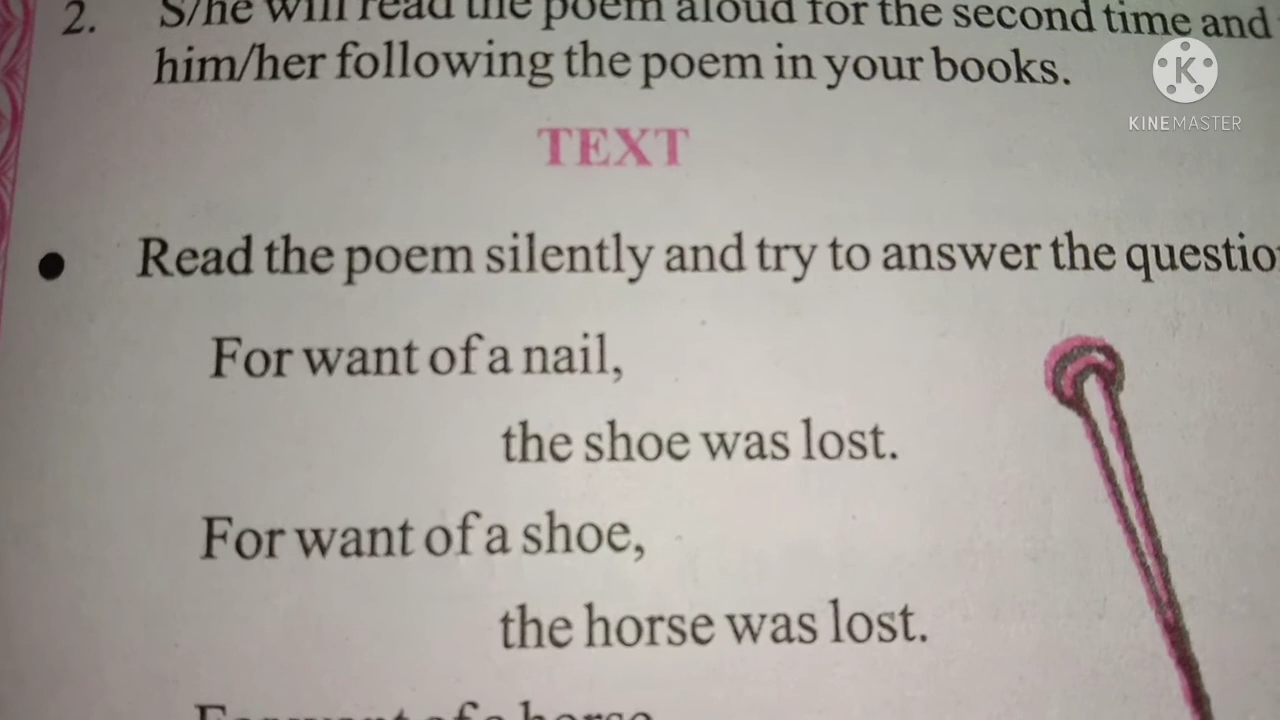 2. S/he will read the poem aloud for the second time and
him/her following the poem in your books.
KINEMASTER
TEXT
● Read the poem silently and try to answer the questio
For want of a nail,
the shoe was lost.
For want of a shoe,
the horse was lost.
For want of a horse